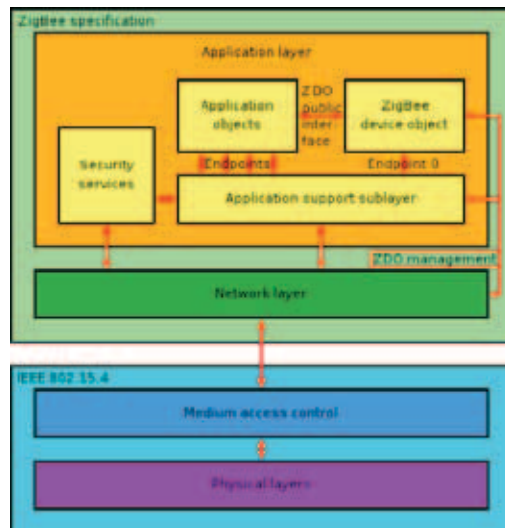 ZigBee specification
Application layer
Application
objects
ZDO
public
inter
face
ZigBee
device object
Security
services
Endpoints
Endpoint 0
Application support sublayer
ZDO management
Network layer
IEEE 802.15.4
Medium access control
Physical layers